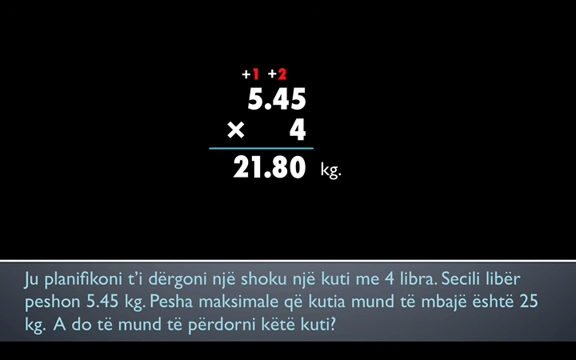 +1 +2
5.45
× 4
21.80 kg.
Ju planifikoni t'i dërgoni një shoku një kuti me 4 libra. Secili libër
peshon 5.45 kg. Pesha maksimale që kutia mund të mbajë është 25
kg. A do të mund të përdorni këtë kuti?